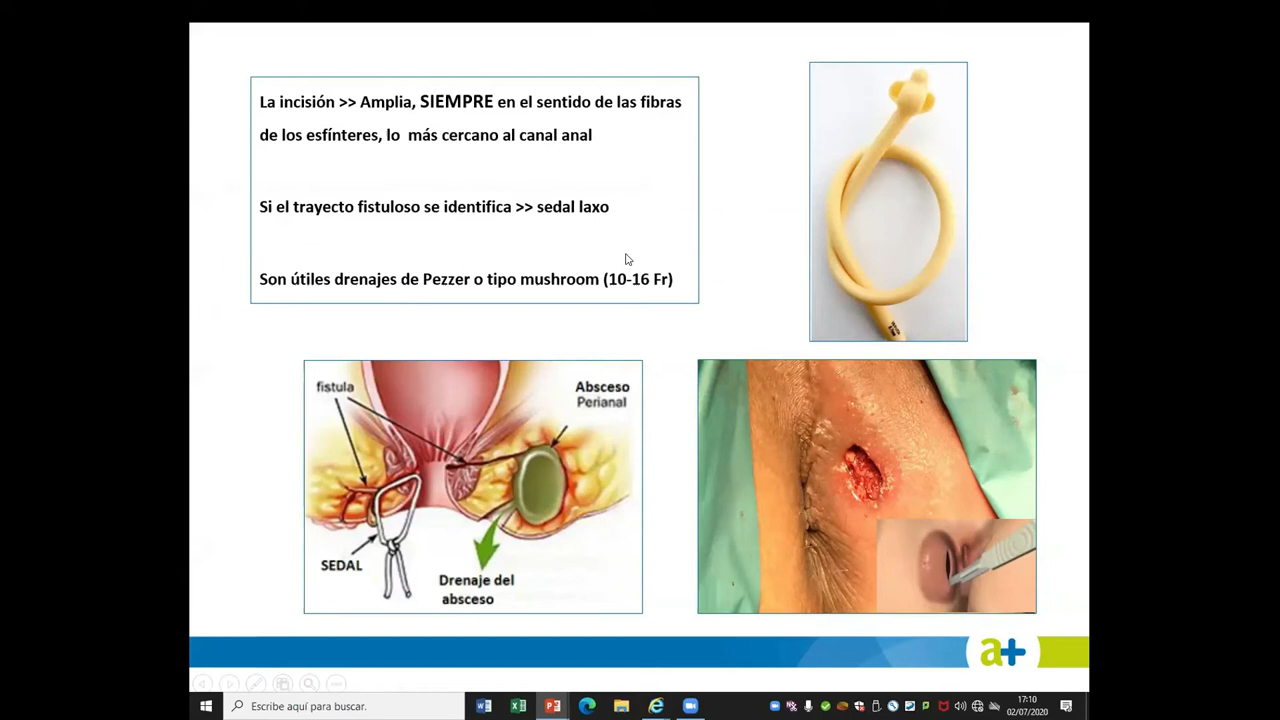 La incisión >> Amplia, SIEMPRE en el sentido de las fibras
de los esfínteres, lo más cercano al canal anal
Si el trayecto fistuloso se identifica >> sedal laxo
Son útiles drenajes de Pezzer o tipo mushroom (10-16 Fr)
fistula
Absceso
Perianal
SEDAL
Drenaje del
absceso
a+
Escribe aquí para buscar.
17:10
02/07/2020